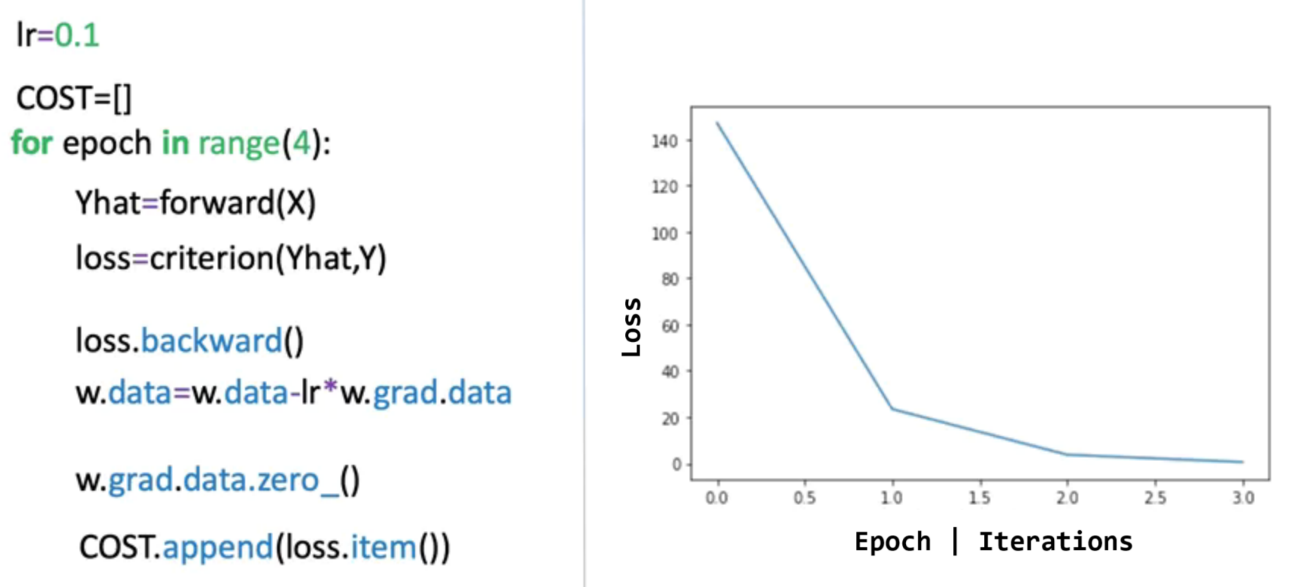 lr=0.1
COST=[]
for epoch in range(4):
Yhat=forward(X)
loss=criterion(Yhat,Y)
loss.backward()
w.data=w.data-lr*w.grad.data
w.grad.data.zero_()
COST.append(loss.item())
140
120
100
80
60
40
20
0
Loss
0.0 0.5 1.0 1.5 2.0 2.5 3.0
Epoch | Iterations